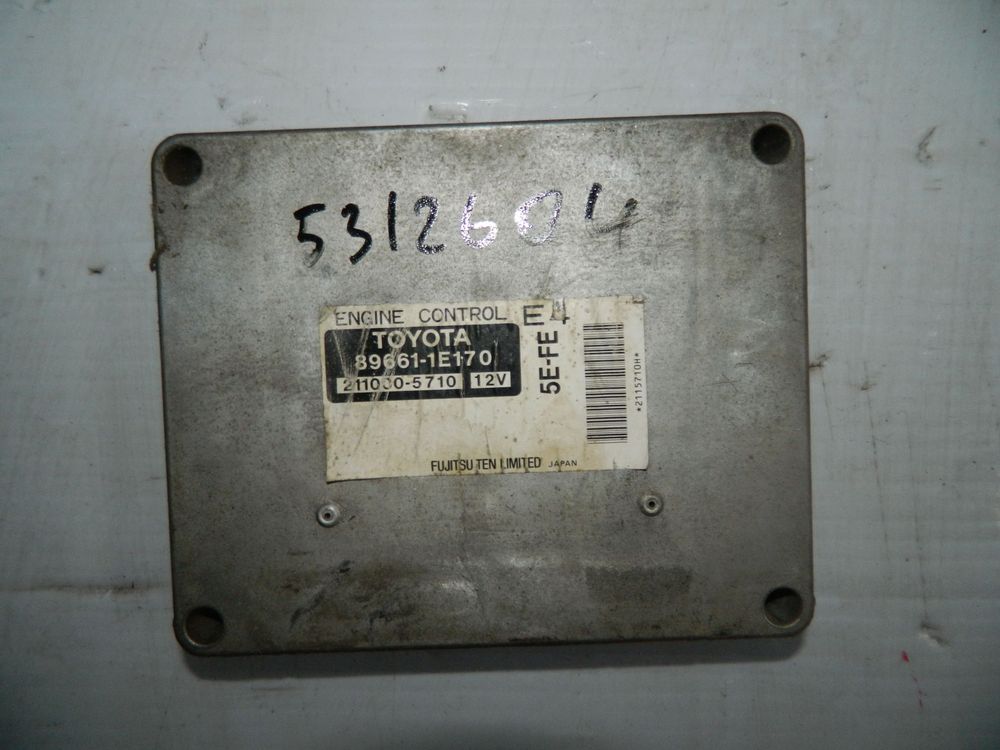 5312604
ENGINE CONTROL E4
TOYOTA
89661-1E170
211000-5710 12V
5E-FE
*2115710H*
FUJITSU TEN LIMITED JAPAN